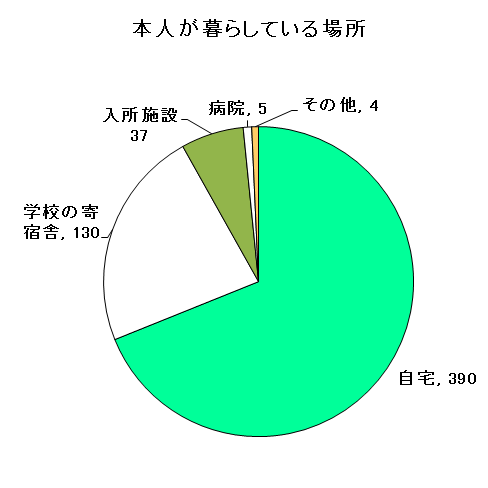 本人が暮らしている場所
病院, 5
その他, 4
入所施設
37
学校の寄
宿舎, 130
自宅, 390